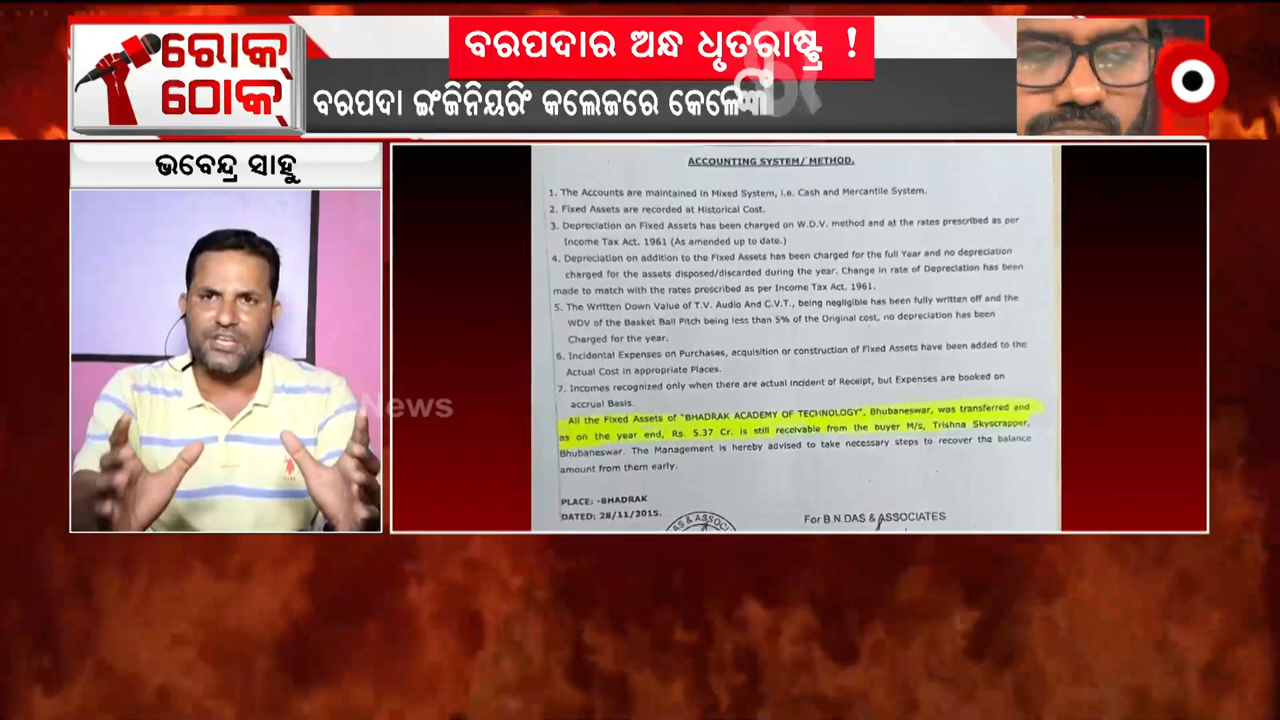 ରୋକ୍
ଠୋକ୍
ବରପଦାର ଅନ୍ଧ ଧୃତରାଷ୍ଟ୍ର !
ବରପଦା ଇଂଜିନିୟରିଂ କଲେଜରେ
ଭବେନ୍ଦ୍ର ସାହୁ
News
ACCOUNTING SYSTEM/ METHOD.
1. The Accounts are maintained in Mixed System, i.e. Cash and Mercantile System.
2. Fixed Assets are recorded at Historical Cost.
3. Depreciation on Fixed Assets has been charged on W.D.V. method and at the rates prescribed as per
Income Tax Act. 1961 (As amended up to date.)
4. Depreciation on addition to the Fixed Assets has been charged for the full Year and no depreciation
charged for the assets disposed/discarded during the year. Change in rate of Depreciation has been
made to match with the rates prescribed as per Income Tax Act. 1961.
5. The Written Down Value of T.V. Audio And C.V.T., being negligible has been fully written off and the
WDV of the Basket Ball Pitch being less than 5% of the Original cost, no depreciation has been
Charged for the year.
6. Incidental Expenses on Purchases, acquisition or construction of Fixed Assets have been added to the
Actual Cost in appropriate Places.
7. Incomes recognized only when there are actual incident of Receipt, but Expenses are booked on
accrual Basis.
All the Fixed Assets of "BHADRAK ACADEMY OF TECHNOLOGY", Bhubaneswar, was transferred and
as on the year end, Rs. 5.37 Cr. is still receivable from the buyer M/s, Trishna Skyscrapper,
Bhubaneswar. The Management is hereby advised to take necessary steps to recover the balance
amount from them early.
PLACE: -BHADRAK
DATED: 28/11/2015.
For B.N.DAS & ASSOCIATES